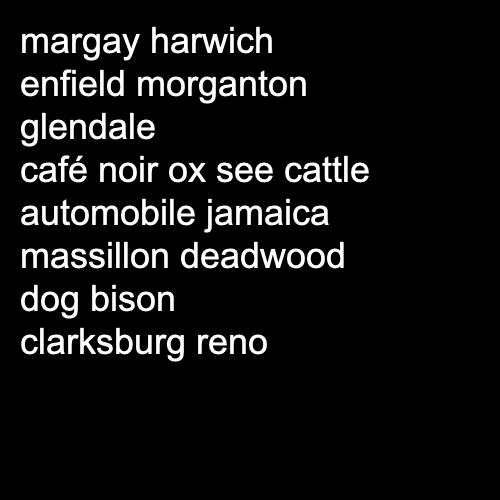 margay harwich
enfield morganton
glendale
café noir ox see cattle
automobile jamaica
massillon deadwood
dog bison
clarksburg reno